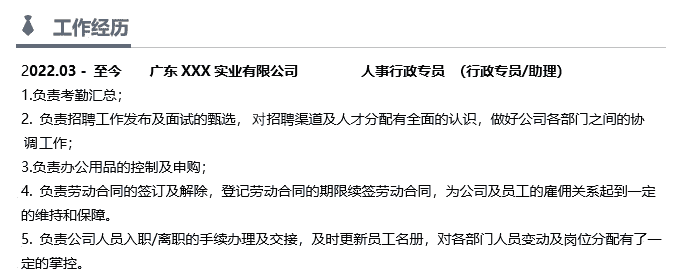 工作经历
2022.03 - 至今 广东 XXX 实业有限公司 人事行政专员 （行政专员/助理）
1.负责考勤汇总；
2. 负责招聘工作发布及面试的甄选， 对招聘渠道及人才分配有全面的认识，做好公司各部门之间的协
调工作；
3.负责办公用品的控制及申购；
4. 负责劳动合同的签订及解除，登记劳动合同的期限续签劳动合同，为公司及员工的雇佣关系起到一定
的维持和保障。
5. 负责公司人员入职/离职的手续办理及交接，及时更新员工名册，对各部门人员变动及岗位分配有了一
定的掌控。